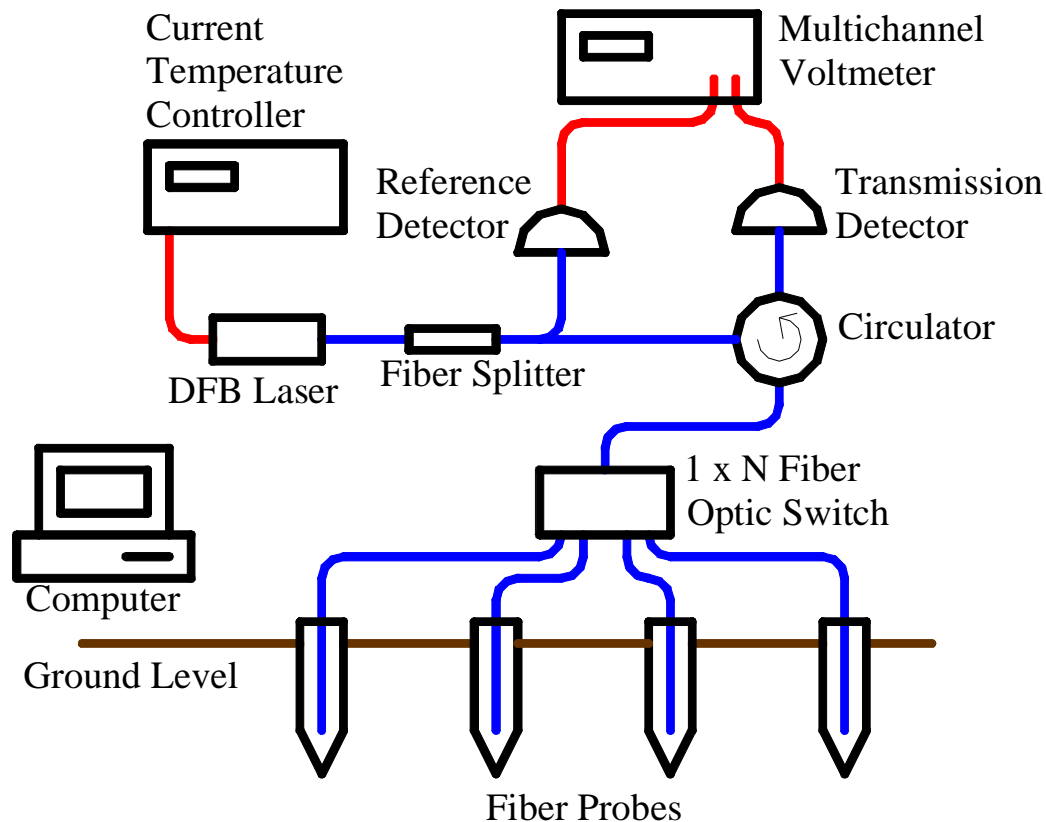 Current
Temperature
Controller
Multichannel
Voltmeter
Reference
Detector
Transmission
Detector
Circulator
DFB Laser
Fiber Splitter
1 x N Fiber
Optic Switch
Computer
Ground Level
Fiber Probes